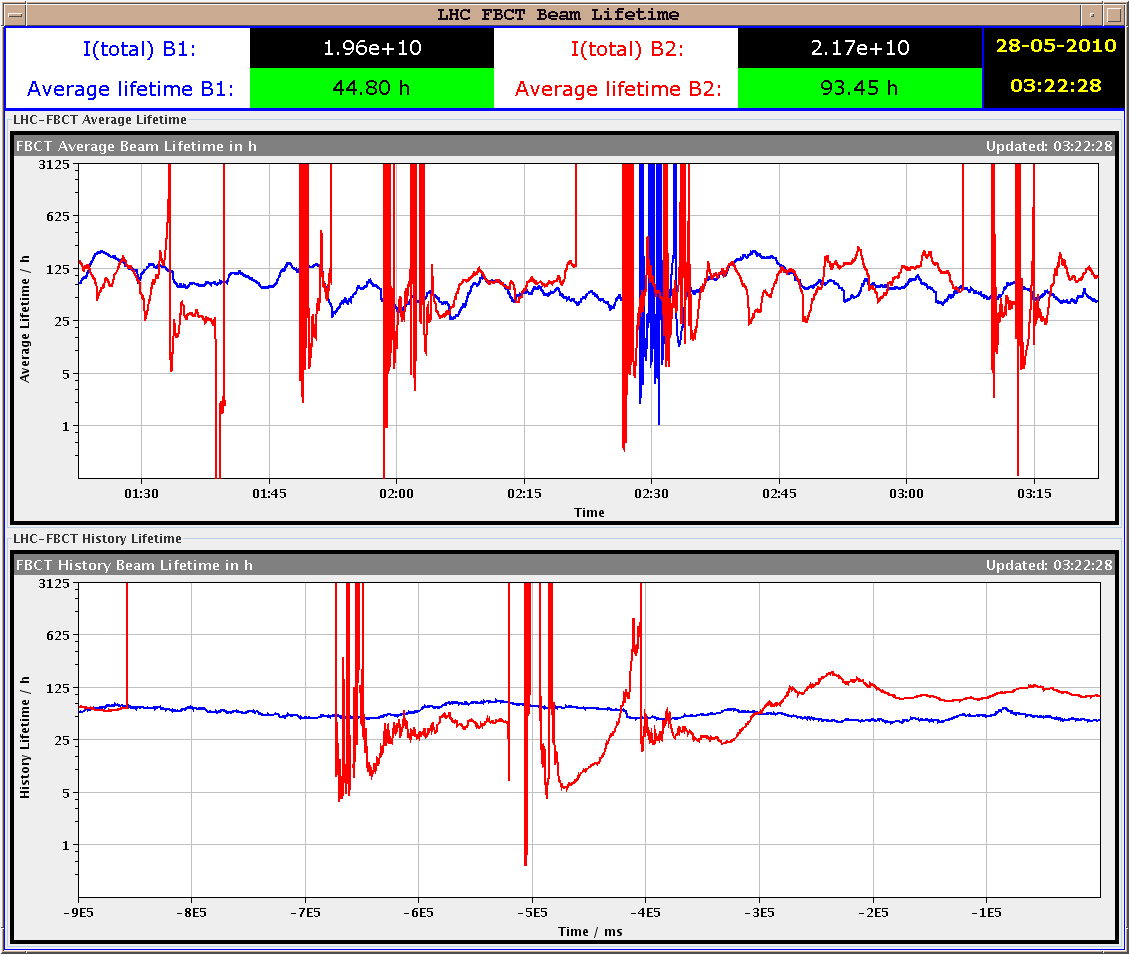 LHC FBCT Beam Lifetime
I(total) B1: 1.96e+10 I(total) B2: 2.17e+10 28-05-2010
Average lifetime B1: 44.80 h Average lifetime B2: 93.45 h 03:22:28
LHC-FBCT Average Lifetime
FBCT Average Beam Lifetime in h Updated: 03:22:28
3125
625
125
25
5
1
Average Lifetime / h
01:30 01:45 02:00 02:15 02:30 02:45 03:00 03:15
Time
LHC-FBCT History Lifetime
FBCT History Beam Lifetime in h Updated: 03:22:28
3125
625
125
25
5
1
History Lifetime / h
-9E5 -8E5 -7E5 -6E5 -5E5 -4E5 -3E5 -2E5 -1E5
Time / ms